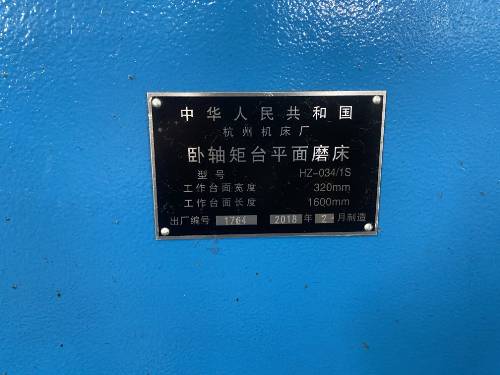 中华人民共和国
杭州机床厂
卧轴矩台平面磨床
型号 HZ-034/1S
工作台面宽度 320mm
工作台面长度 1600mm
出厂编号 1764 2018 年 2 月制造